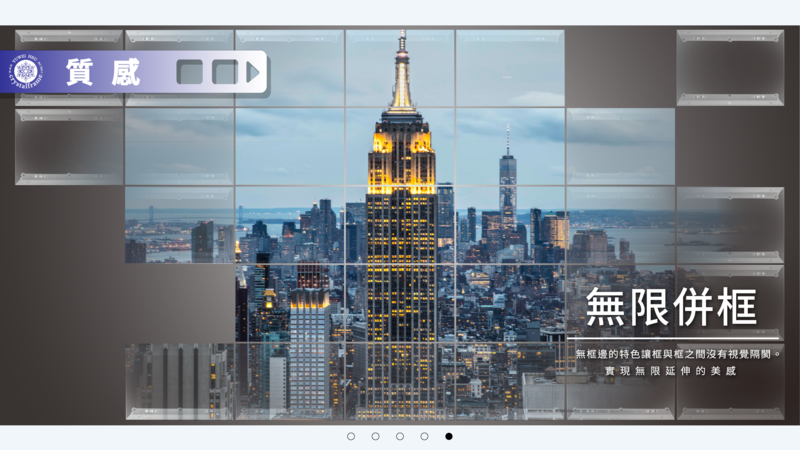 質感
crystalframe
無限併框
無框邊的特色讓框與框之間沒有視覺隔閡。
實現無限延伸的美感